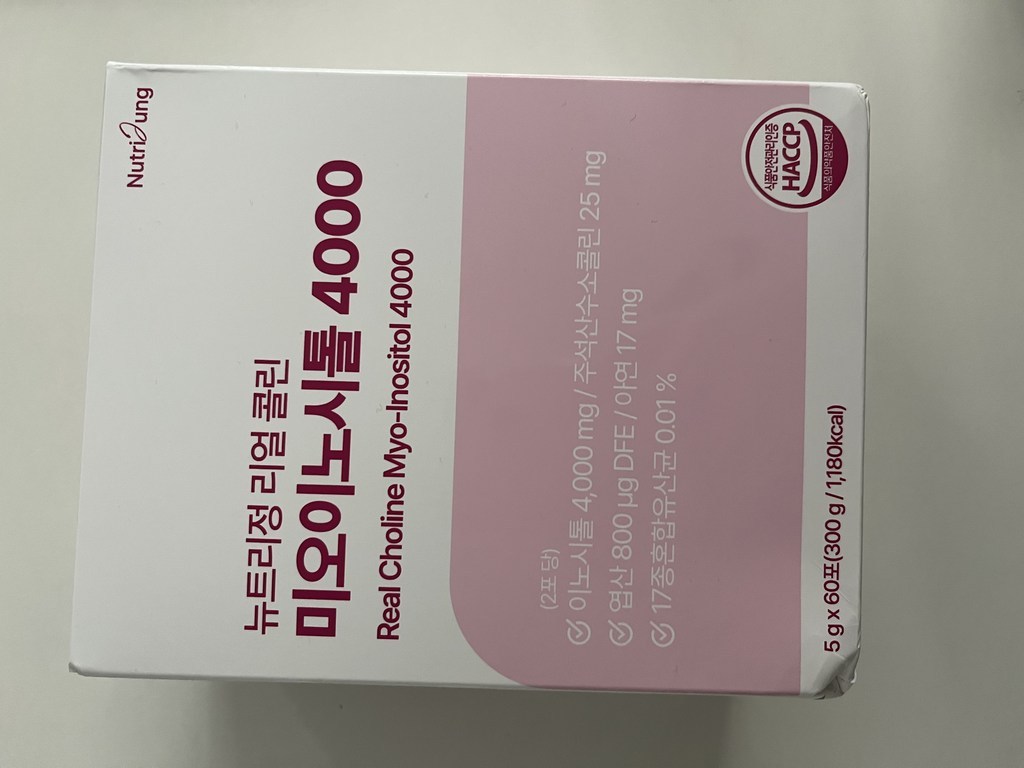 NutriJung
뉴트리정 리얼 콜린
미오이노시톨 4000
Real Choline Myo-Inositol 4000
(2포 당)
이노시톨 4,000 mg / 주석산수소콜린 25 mg
엽산 800 μg DFE / 아연 17 mg
17종혼합유산균 0.01 %
5 g x 60포(300 g / 1,180kcal)
식품안전관리인증
HACCP
식품의약품안전처